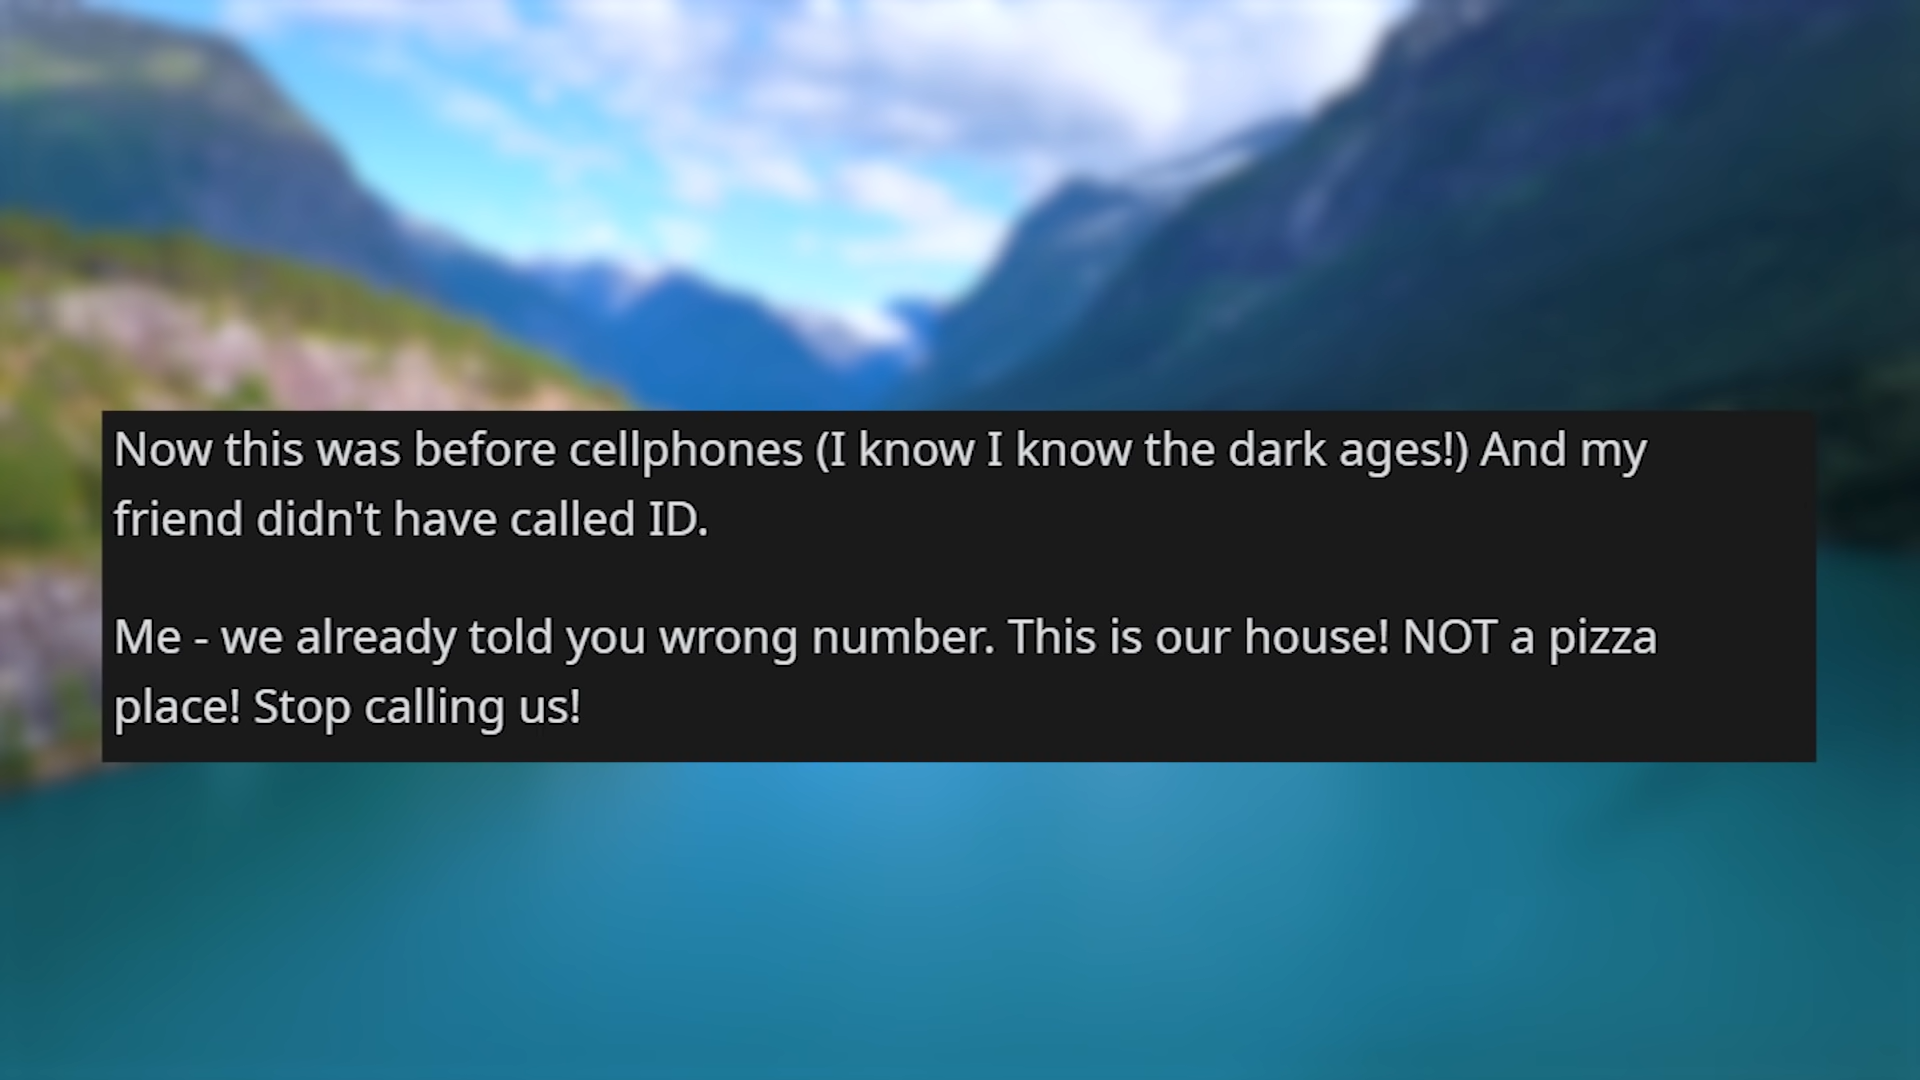 Now this was before cellphones (I know I know the dark ages!) And my
friend didn't have called ID.
Me - we already told you wrong number. This is our house! NOT a pizza
place! Stop calling us!